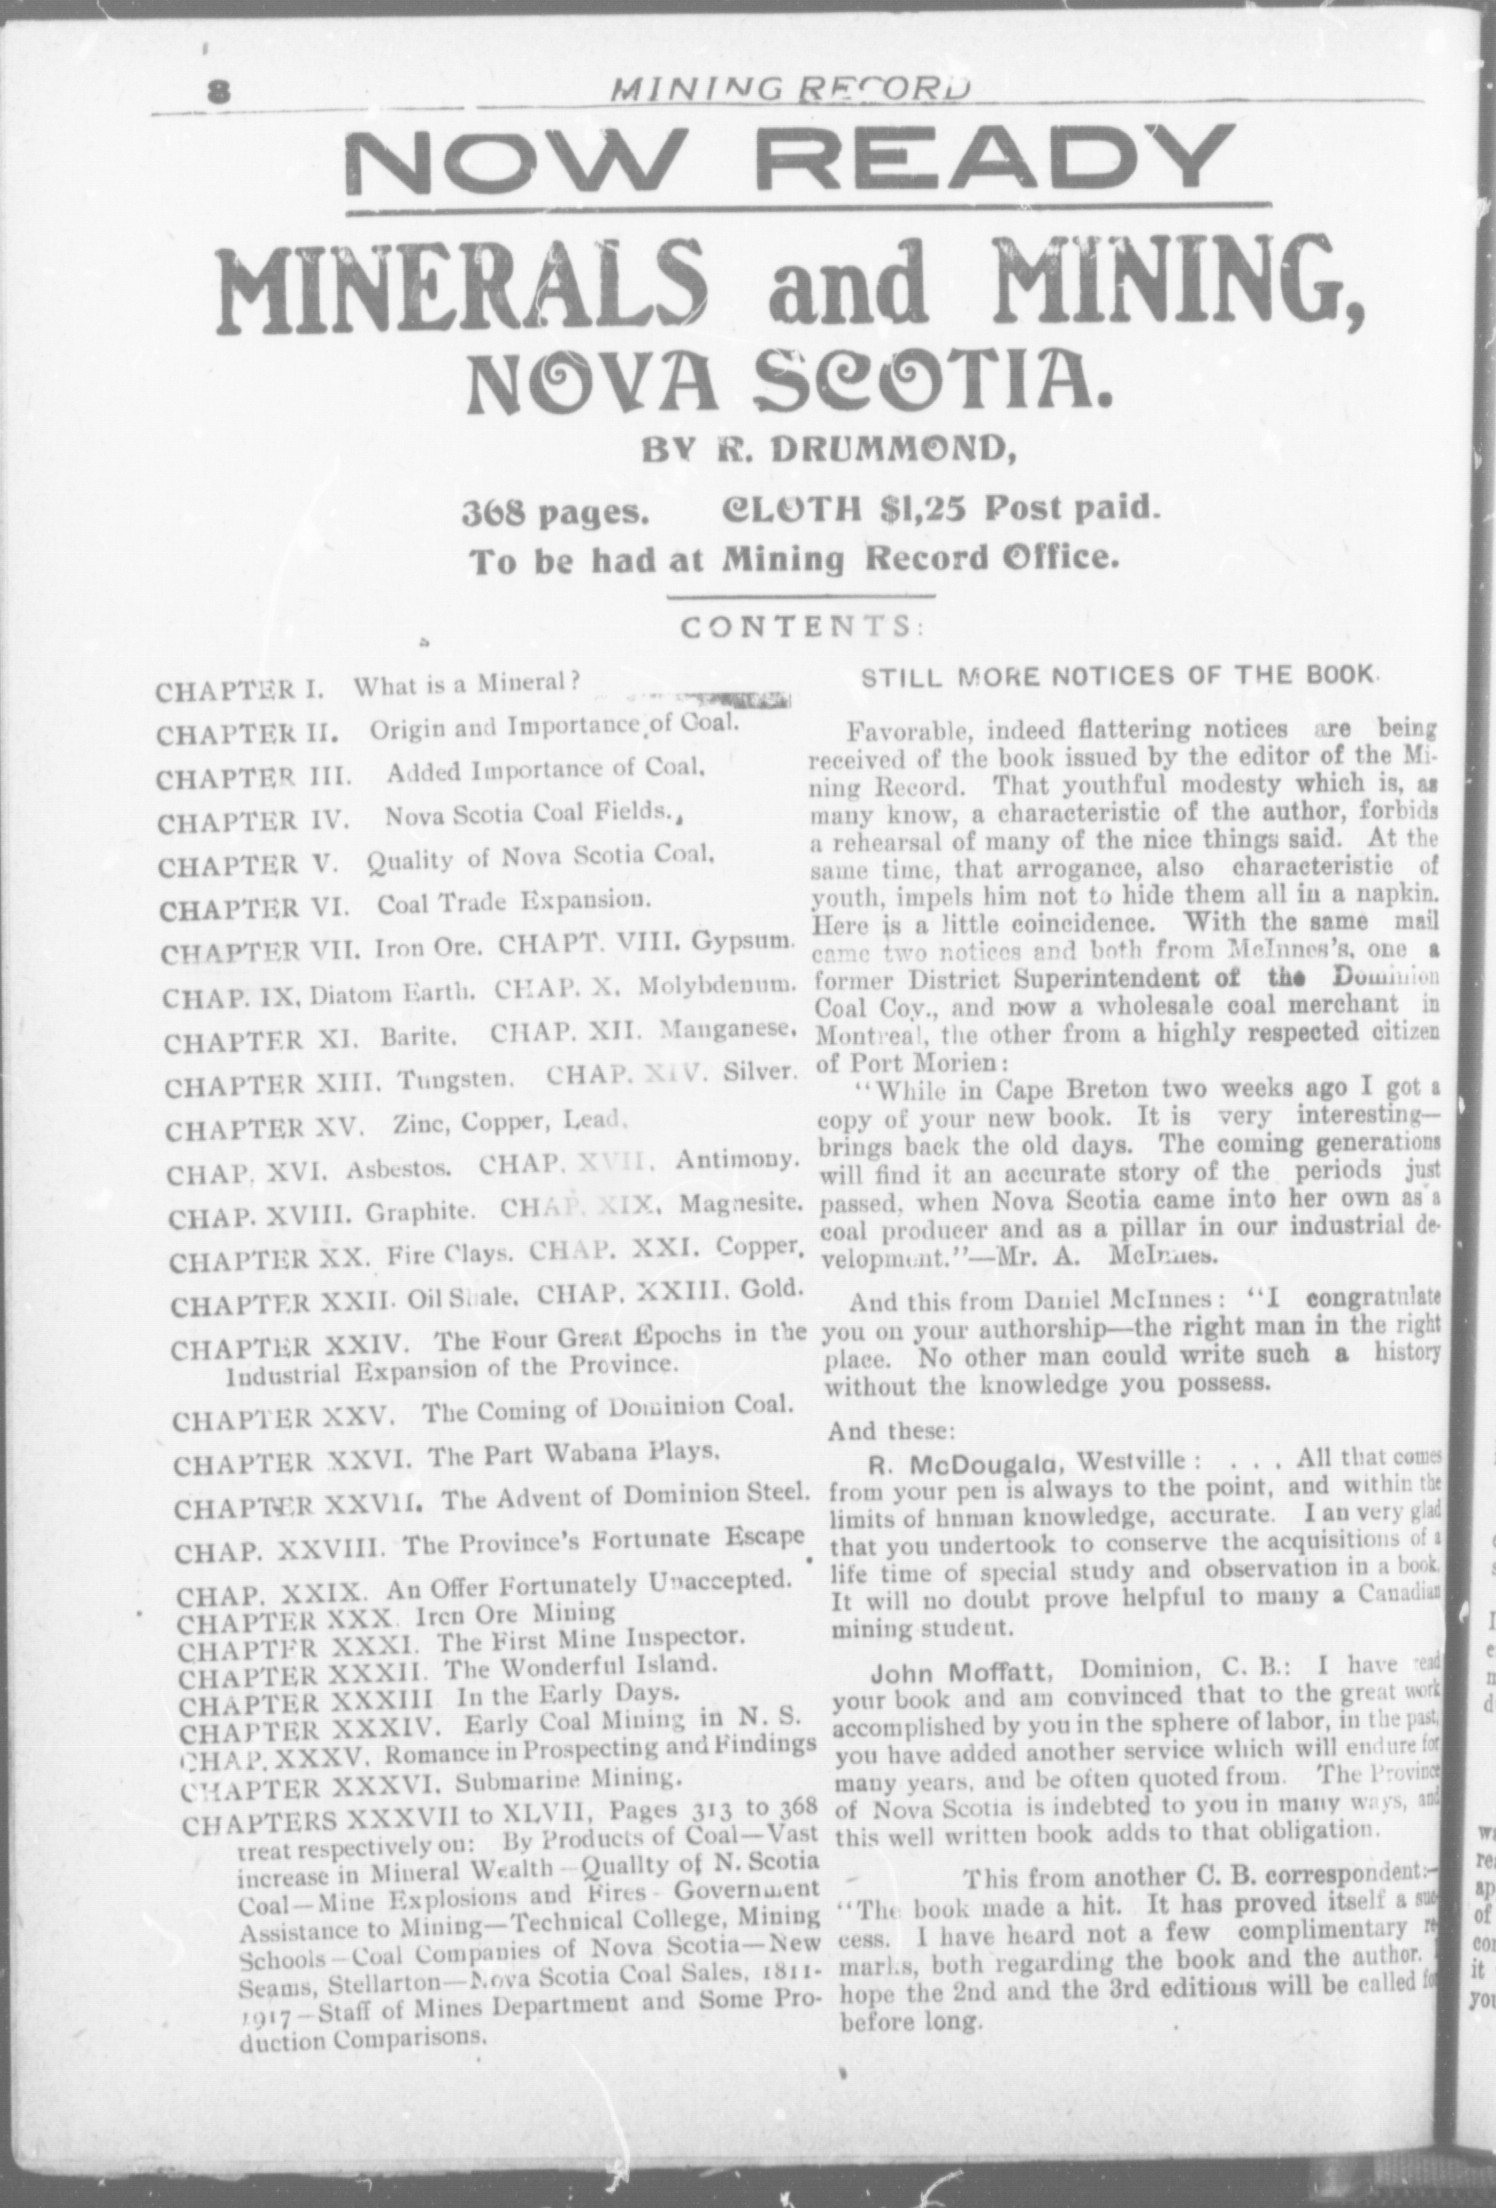 8
MINING RECORD
NOW READY
MINERALS and MINING,
NOVA SCOTIA.
BY R. DRUMMOND,
368 pages. CLOTH $1,25 Post paid.
To be had at Mining Record Office.
CONTENTS:
CHAPTER I. What is a Mineral?
CHAPTER II. Origin and Importance of Coal.
CHAPTER III. Added Importance of Coal.
CHAPTER IV. Nova Scotia Coal Fields.
CHAPTER V. Quality of Nova Scotia Coal.
CHAPTER VI. Coal Trade Expansion.
CHAPTER VII. Iron Ore. CHAPT. VIII. Gypsum.
CHAP. IX. Diatom Earth. CHAP. X. Molybdenum.
CHAPTER XI. Barite. CHAP. XII. Manganese.
CHAPTER XIII. Tungsten. CHAP. XIV. Silver.
CHAPTER XV. Zinc, Copper, Lead.
CHAP. XVI. Asbestos. CHAP. XVII. Antimony.
CHAP. XVIII. Graphite. CHAP. XIX. Magnesite.
CHAPTER XX. Fire Clays. CHAP. XXI. Copper.
CHAPTER XXII. Oil Shale. CHAP. XXIII. Gold.
CHAPTER XXIV. The Four Great Epochs in the
Industrial Expansion of the Province.
CHAPTER XXV. The Coming of Dominion Coal.
CHAPTER XXVI. The Part Wabana Plays.
CHAPTER XXVII. The Advent of Dominion Steel.
CHAP. XXVIII. The Province's Fortunate Escape
CHAP. XXIX. An Offer Fortunately Unaccepted.
CHAPTER XXX. Iron Ore Mining
CHAPTER XXXI. The First Mine Inspector.
CHAPTER XXXII. The Wonderful Island.
CHAPTER XXXIII In the Early Days.
CHAPTER XXXIV. Early Coal Mining in N. S.
CHAP. XXXV. Romance in Prospecting and Findings
CHAPTER XXXVI. Submarine Mining.
CHAPTERS XXXVII to XLVII, Pages 313 to 368
treat respectively on: By Products of Coal—Vast
increase in Mineral Wealth—Quallty of N. Scotia
Coal—Mine Explosions and Fires - Government
Assistance to Mining—Technical College, Mining
Schools—Coal Companies of Nova Scotia—New
Seams, Stellarton—Nova Scotia Coal Sales, 1811-
1917—Staff of Mines Department and Some Pro-
duction Comparisons.
STILL MORE NOTICES OF THE BOOK.
Favorable, indeed flattering notices are being
received of the book issued by the editor of the Mi-
ning Record. That youthful modesty which is, as
many know, a characteristic of the author, forbids
a rehearsal of many of the nice things said. At the
same time, that arrogance, also characteristic of
youth, impels him not to hide them all in a napkin.
Here is a little coincidence. With the same mail
came two notices and both from McInnes's, one a
former District Superintendent of the Dominion
Coal Coy., and now a wholesale coal merchant in
Montreal, the other from a highly respected citizen
of Port Morien:
"While in Cape Breton two weeks ago I got a
copy of your new book. It is very interesting—
brings back the old days. The coming generations
will find it an accurate story of the periods just
passed, when Nova Scotia came into her own as a
coal producer and as a pillar in our industrial de-
velopment."—Mr. A. McInnes.
And this from Daniel McInnes: "I congratulate
you on your authorship—the right man in the right
place. No other man could write such a history
without the knowledge you possess.
And these:
R. McDougald, Westville: . . . All that comes
from your pen is always to the point, and within the
limits of human knowledge, accurate. I an very glad
that you undertook to conserve the acquisitions of a
life time of special study and observation in a book.
It will no doubt prove helpful to many a Canadian
mining student.
John Moffatt, Dominion, C. B.: I have read
your book and am convinced that to the great work
accomplished by you in the sphere of labor, in the past,
you have added another service which will endure for
many years, and be often quoted from. The Province
of Nova Scotia is indebted to you in many ways, and
this well written book adds to that obligation.
This from another C. B. correspondent:—
"The book made a hit. It has proved itself a suc-
cess. I have heard not a few complimentary re-
marks, both regarding the book and the author.
hope the 2nd and the 3rd editions will be called for
before long.